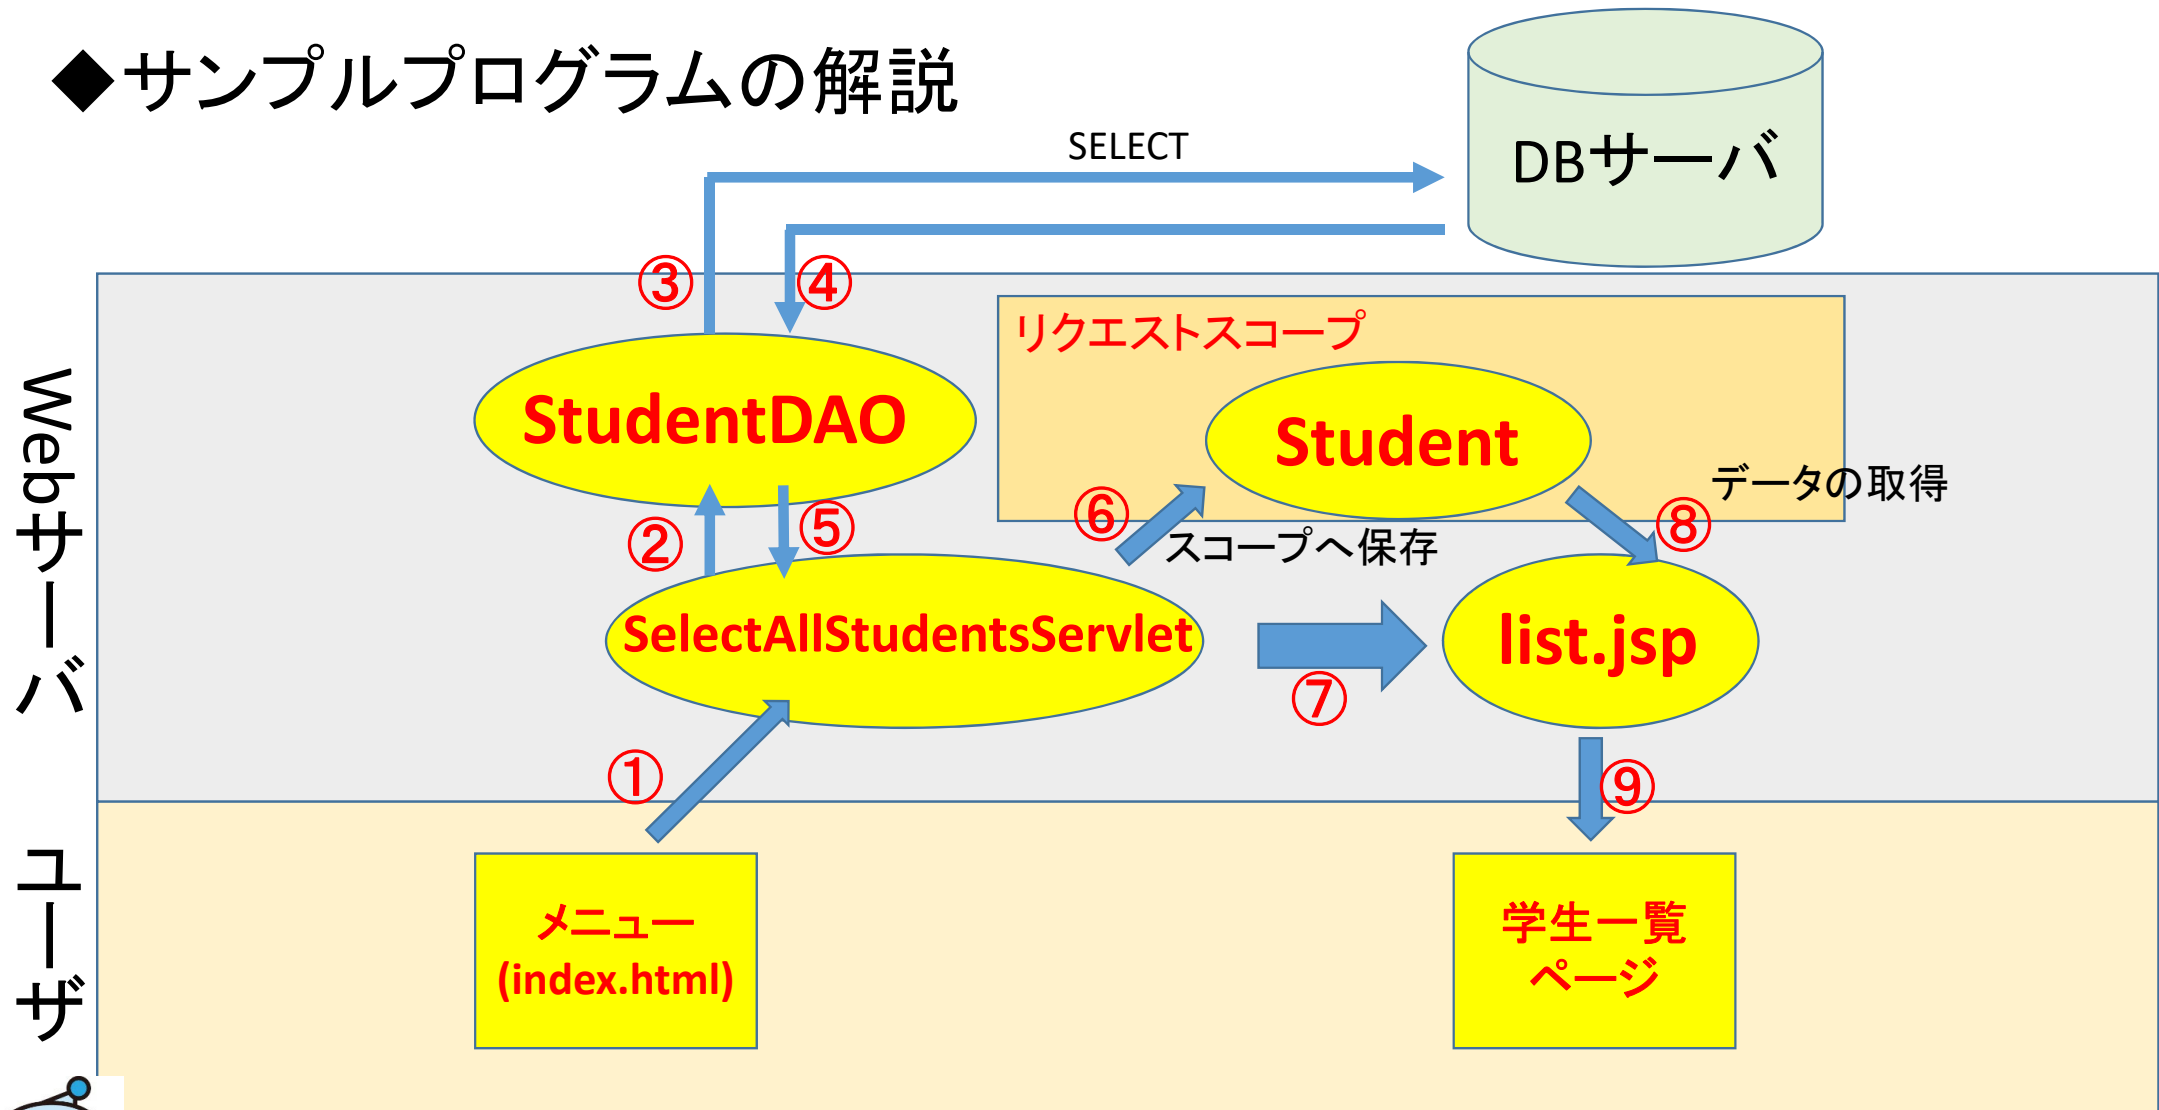 ◆サンプルプログラムの解説
SELECT
DBサーバ
③
④
リクエストスコープ
StudentDAO
Student
データの取得
②
⑤
⑥
⑧
スコープへ保存
SelectAllStudentsServlet
list.jsp
⑦
①
⑨
Webサーバ
ユーザ
メニュー
(index.html)
学生一覧
ページ